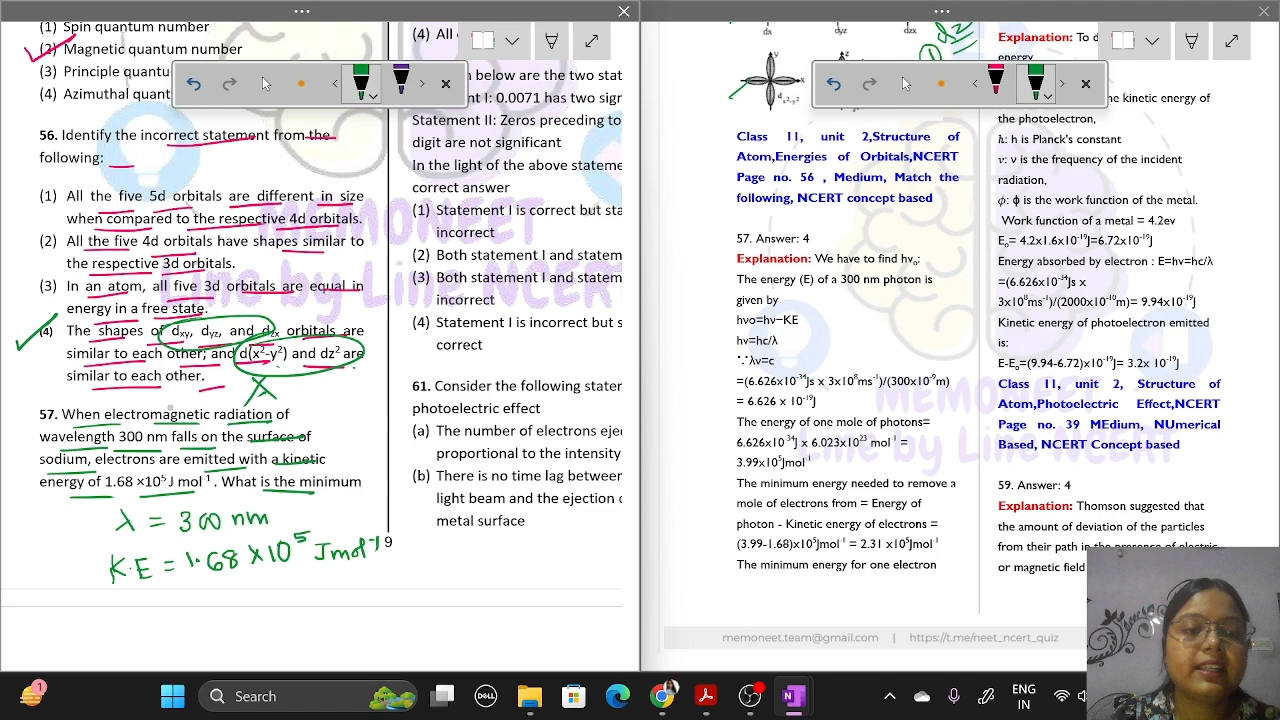 (1) Spin quantum number
(2) Magnetic quantum number
(3) Principle quantu
(4) Azimuthal quant
56. Identify the incorrect statement from the
following:
(1) All the five 5d orbitals are different in size
when compared to the respective 4d orbitals.
(2) All the five 4d orbitals have shapes similar to
the respective 3d orbitals.
(3) In an atom, all five 3d orbitals are equal in
energy in a free state.
(4) The shapes of dxy, dyz, and dzx orbitals are
similar to each other; and d(x²-y²) and dz² are
similar to each other.
57. When electromagnetic radiation of
wavelength 300 nm falls on the surface of
sodium, electrons are emitted with a kinetic
energy of 1.68 ×10⁵ J mol⁻¹ . What is the minimum
λ = 300 nm
K.E = 1.68 × 10⁵ Jmol⁻¹
9
(4) All
n below are the two stat
t I: 0.0071 has two sign
Statement II: Zeros preceding to
digit are not significant
In the light of the above stateme
correct answer
(1) Statement I is correct but sta
incorrect
(2) Both statement I and statem
(3) Both statement I and statem
incorrect
(4) Statement I is incorrect but s
correct
61. Consider the following stater
photoelectric effect
(a) The number of electrons ejec
proportional to the intensity
(b) There is no time lag between
light beam and the ejection o
metal surface
MEMONEET
Line by Line NCERT
dx dyz dzx
Class 11, unit 2,Structure of
Atom,Energies of Orbitals,NCERT
Page no. 56 , Medium, Match the
following, NCERT concept based
57. Answer: 4
Explanation: We have to find hν₀:
The energy (E) of a 300 nm photon is
given by
hνo=hν−KE
hν=hc/λ
∵λν=c
=(6.626x10⁻³⁴Js x 3x10⁸ms⁻¹)/(300x10⁻⁹m)
= 6.626 x 10⁻¹⁹J
The energy of one mole of photons=
6.626x10⁻³⁴J x 6.023x10²³ mol⁻¹ =
3.99x10⁵Jmol⁻¹
The minimum energy needed to remove a
mole of electrons from = Energy of
photon - Kinetic energy of electrons =
(3.99-1.68)x10⁵Jmol⁻¹ = 2.31 x10⁵Jmol⁻¹
The minimum energy for one electron
Explanation: To d
energy
the kinetic energy of
the photoelectron,
h: h is Planck's constant
ν: ν is the frequency of the incident
radiation,
ϕ: ϕ is the work function of the metal.
Work function of a metal = 4.2ev
E₀= 4.2x1.6x10⁻¹⁹J=6.72x10⁻¹⁹J
Energy absorbed by electron : E=hν=hc/λ
=(6.626x10⁻³⁴Js x
3x10⁸ms⁻¹)/(2000x10⁻¹⁰m)= 9.94x10⁻¹⁹J
Kinetic energy of photoelectron emitted
is:
E-E₀=(9.94-6.72)x10⁻¹⁹J= 3.2x 10⁻¹⁹J
Class 11, unit 2, Structure of
Atom,Photoelectric Effect,NCERT
Page no. 39 MEdium, NUmerical
Based, NCERT Concept based
59. Answer: 4
Explanation: Thomson suggested that
the amount of deviation of the particles
from their path in the presence of electric
or magnetic field
MEMONEET
Line by Line NCERT
memoneet.team@gmail.com | https://t.me/neet_ncert_quiz
1
Search
DELL
ENG
IN